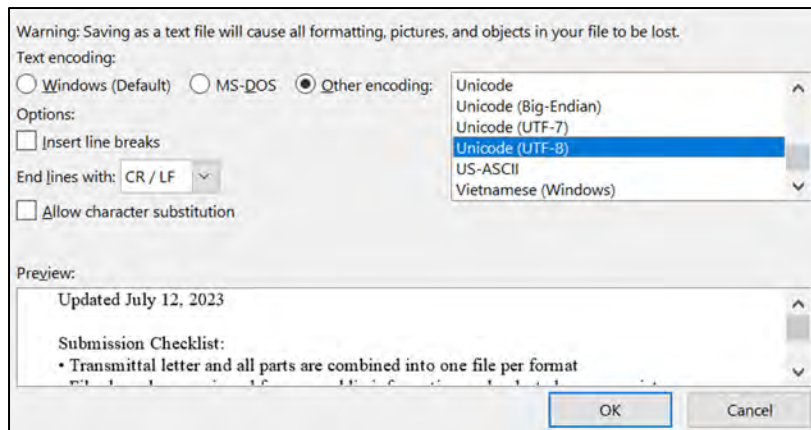 Warning: Saving as a text file will cause all formatting, pictures, and objects in your file to be lost.
Text encoding:
Windows (Default) MS-DOS Other encoding:
Unicode
Unicode (Big-Endian)
Unicode (UTF-7)
Unicode (UTF-8)
US-ASCII
Vietnamese (Windows)
Options:
Insert line breaks
End lines with: CR / LF
Allow character substitution
Preview:
Updated July 12, 2023
Submission Checklist:
• Transmittal letter and all parts are combined into one file per format
OK Cancel